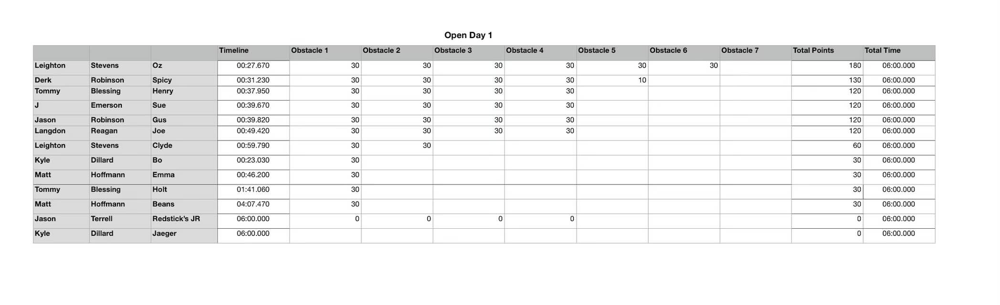 Open Day 1
Timeline Obstacle 1 Obstacle 2 Obstacle 3 Obstacle 4 Obstacle 5 Obstacle 6 Obstacle 7 Total Points Total Time
Leighton Stevens Oz 00:27.670 30 30 30 30 30 30 180 06:00.000
Derk Robinson Spicy 00:31.230 30 30 30 30 10 130 06:00.000
Tommy Blessing Henry 00:37.950 30 30 30 30 120 06:00.000
J Emerson Sue 00:39.670 30 30 30 30 120 06:00.000
Jason Robinson Gus 00:39.820 30 30 30 30 120 06:00.000
Langdon Reagan Joe 00:49.420 30 30 30 30 120 06:00.000
Leighton Stevens Clyde 00:59.790 30 30 60 06:00.000
Kyle Dillard Bo 00:23.030 30 30 06:00.000
Matt Hoffmann Emma 00:46.200 30 30 06:00.000
Tommy Blessing Holt 01:41.060 30 30 06:00.000
Matt Hoffmann Beans 04:07.470 30 30 06:00.000
Jason Terrell Redstick’s JR 06:00.000 0 0 0 0 0 06:00.000
Kyle Dillard Jaeger 06:00.000 0 06:00.000